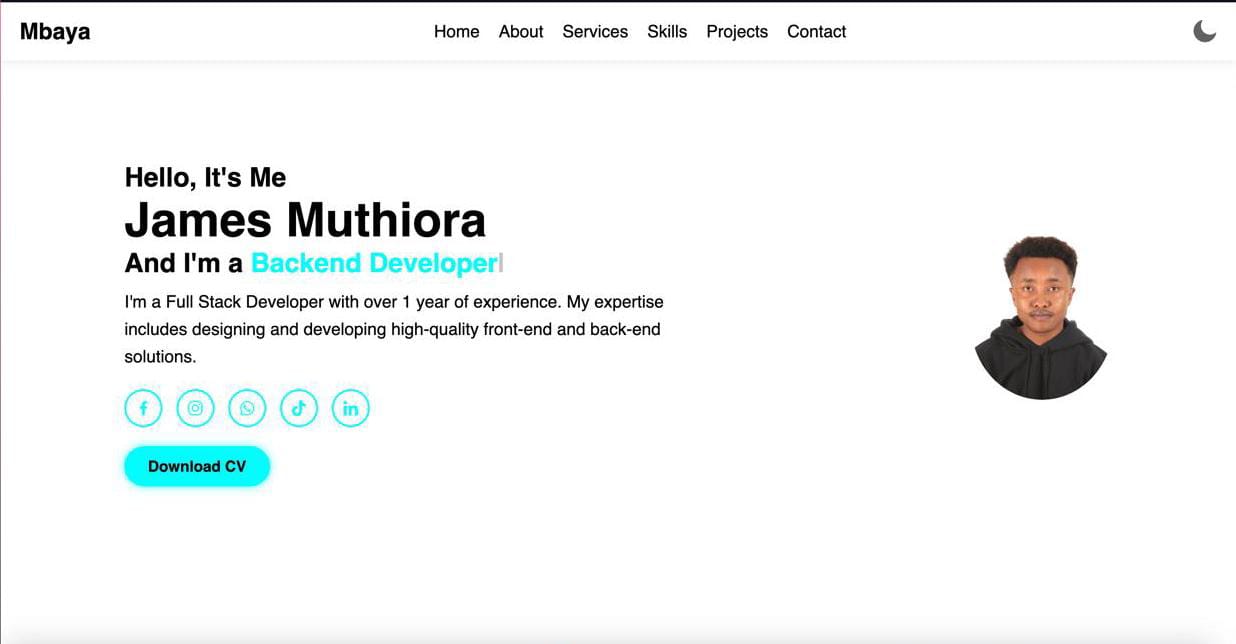 Mbaya
Home About Services Skills Projects Contact
Hello, It's Me
James Muthiora
And I'm a Backend Developer|
I'm a Full Stack Developer with over 1 year of experience. My expertise
includes designing and developing high-quality front-end and back-end
solutions.
Download CV